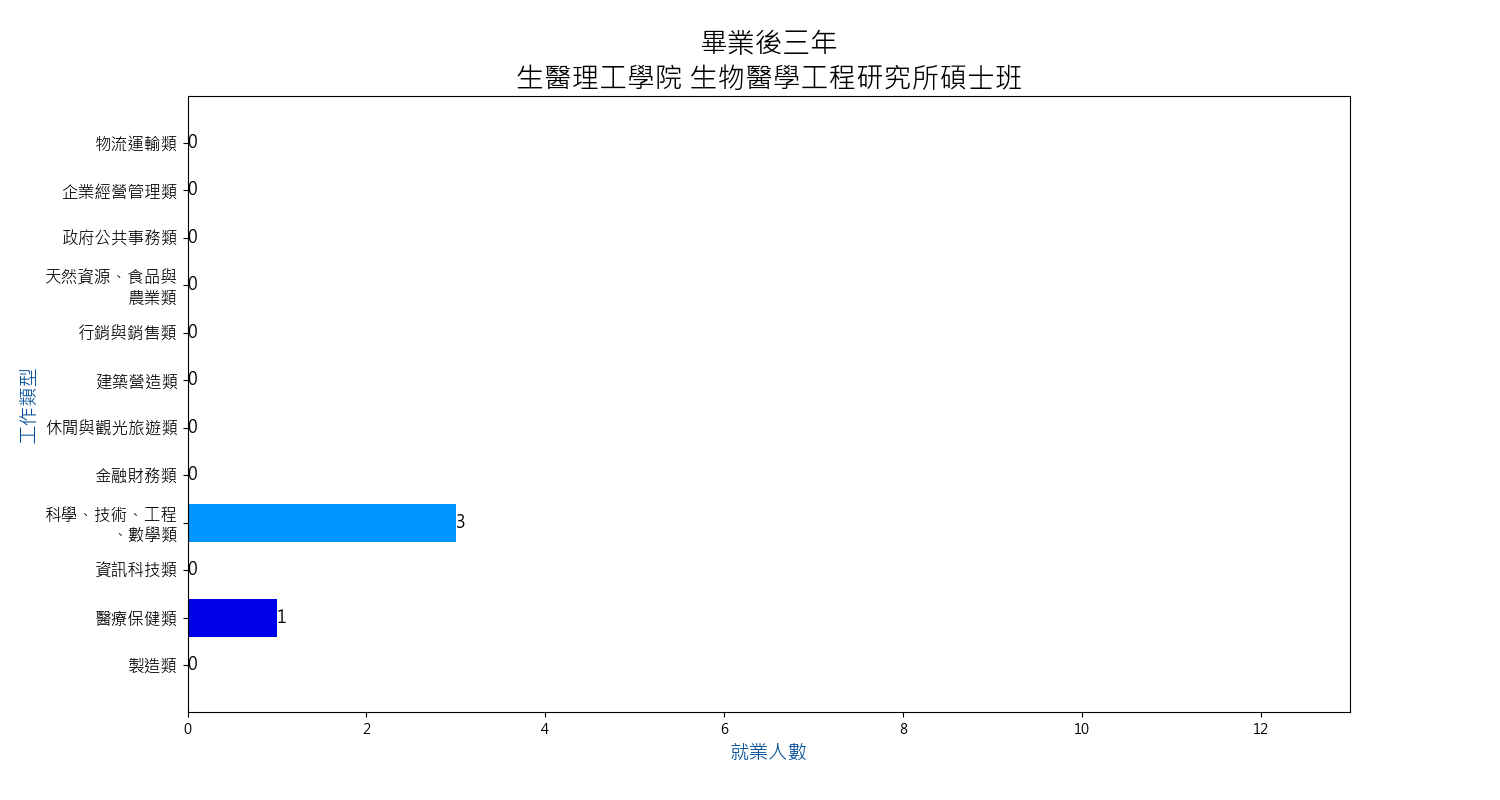 畢業後三年
生醫理工學院 生物醫學工程研究所碩士班
工作類型
物流運輸類 0
企業經營管理類 0
政府公共事務類 0
天然資源、食品與
農業類 0
行銷與銷售類 0
建築營造類 0
休閒與觀光旅遊類 0
金融財務類 0
科學、技術、工程
、數學類 3
資訊科技類 0
醫療保健類 1
製造類 0
0 2 4 6 8 10 12
就業人數